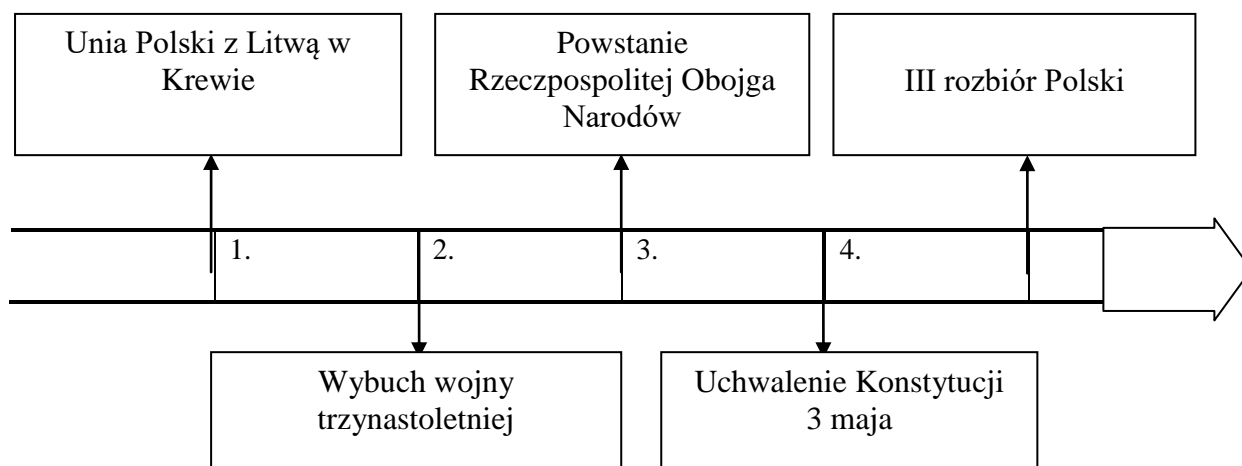 Unia Polski z Litwą w
Krewie
Powstanie
Rzeczpospolitej Obojga
Narodów
III rozbiór Polski
1.
2.
3.
4.
Wybuch wojny
trzynastoletniej
Uchwalenie Konstytucji
3 maja